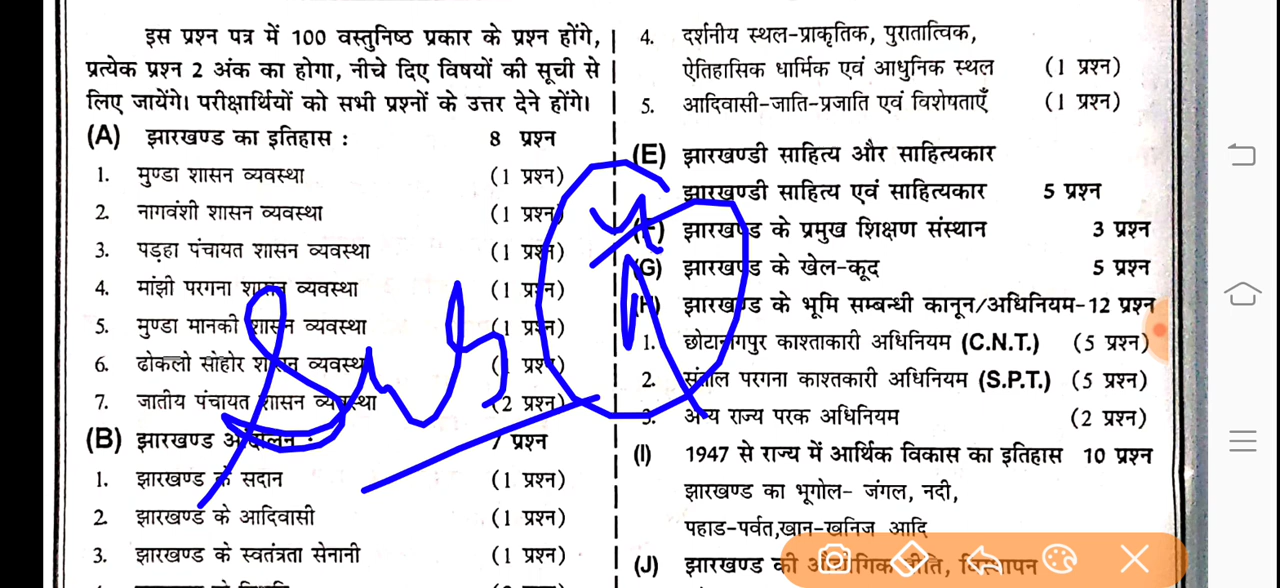 इस प्रश्न पत्र में 100 वस्तुनिष्ठ प्रकार के प्रश्न होंगे,
प्रत्येक प्रश्न 2 अंक का होगा, नीचे दिए विषयों की सूची से
लिए जायेंगे। परीक्षार्थियों को सभी प्रश्नों के उत्तर देने होंगे।
(A) झारखण्ड का इतिहास : 8 प्रश्न
1. मुण्डा शासन व्यवस्था (1 प्रश्न)
2. नागवंशी शासन व्यवस्था (1 प्रश्न)
3. पड़हा पंचायत शासन व्यवस्था (1 प्रश्न)
4. मांझी परगना शासन व्यवस्था (1 प्रश्न)
5. मुण्डा मानकी शासन व्यवस्था (1 प्रश्न)
6. ढोकलो सोहोर शासन व्यवस्था (1 प्रश्न)
7. जातीय पंचायत शासन व्यवस्था (2 प्रश्न)
(B) झारखण्ड आंदोलन : 7 प्रश्न
1. झारखण्ड के सदान (1 प्रश्न)
2. झारखण्ड के आदिवासी (1 प्रश्न)
3. झारखण्ड के स्वतंत्रता सेनानी (1 प्रश्न)
4. दर्शनीय स्थल-प्राकृतिक, पुरातात्विक,
ऐतिहासिक धार्मिक एवं आधुनिक स्थल (1 प्रश्न)
5. आदिवासी-जाति-प्रजाति एवं विशेषताएँ (1 प्रश्न)
(E) झारखण्डी साहित्य और साहित्यकार
झारखण्डी साहित्य एवं साहित्यकार 5 प्रश्न
(F) झारखण्ड के प्रमुख शिक्षण संस्थान 3 प्रश्न
(G) झारखण्ड के खेल-कूद 5 प्रश्न
(H) झारखण्ड के भूमि सम्बन्धी कानून/अधिनियम-12 प्रश्न
1. छोटानागपुर काश्ताकारी अधिनियम (C.N.T.) (5 प्रश्न)
2. संताल परगना काश्तकारी अधिनियम (S.P.T.) (5 प्रश्न)
3. अन्य राज्य परक अधिनियम (2 प्रश्न)
(I) 1947 से राज्य में आर्थिक विकास का इतिहास 10 प्रश्न
झारखण्ड का भूगोल- जंगल, नदी,
पहाड-पर्वत,खान-खनिज आदि
(J) झारखण्ड की औद्योगिक नीति, विस्थापन